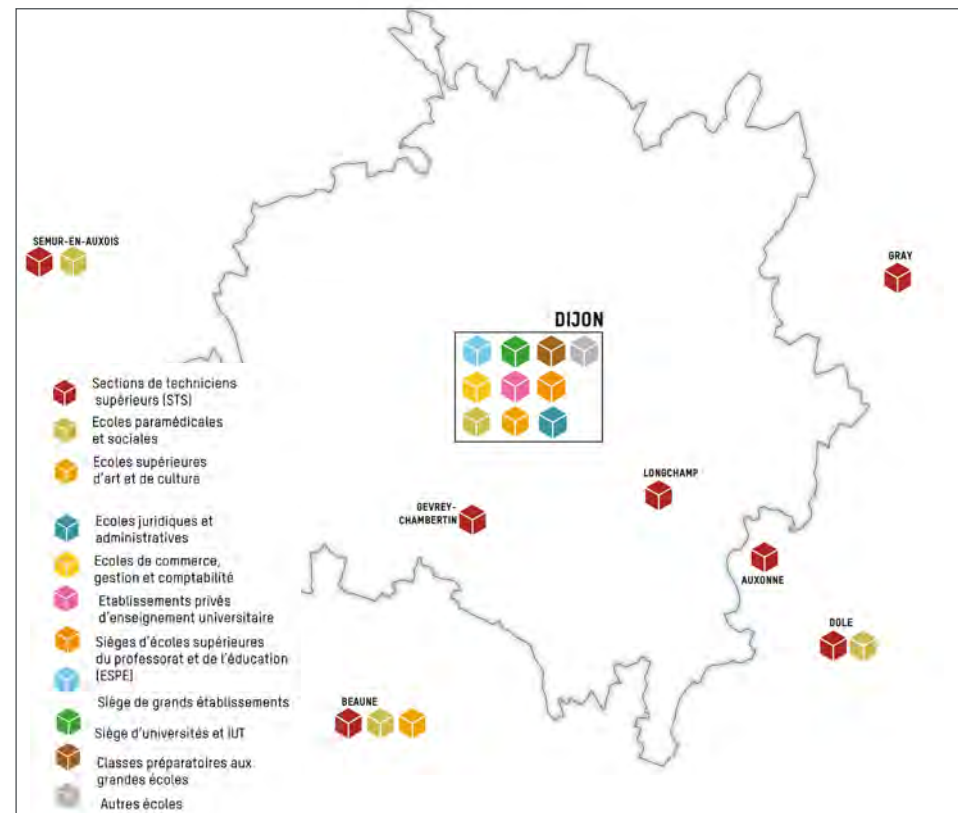 SEMUR-EN-AUXOIS
GRAY
DIJON
LONGCHAMP
GEVREY-
CHAMBERTIN
AUXONNE
DOLE
BEAUNE
Sections de techniciens
supérieurs (STS)
Ecoles paramédicales
et sociales
Ecoles supérieures
d'art et de culture
Ecoles juridiques et
administratives
Ecoles de commerce,
gestion et comptabilité
Etablissements privés
d'enseignement universitaire
Sièges d'écoles supérieures
du professorat et de l'éducation
(ESPE)
Siège de grands établissements
Siège d'universités et IUT
Classes préparatoires aux
grandes écoles
Autres écoles